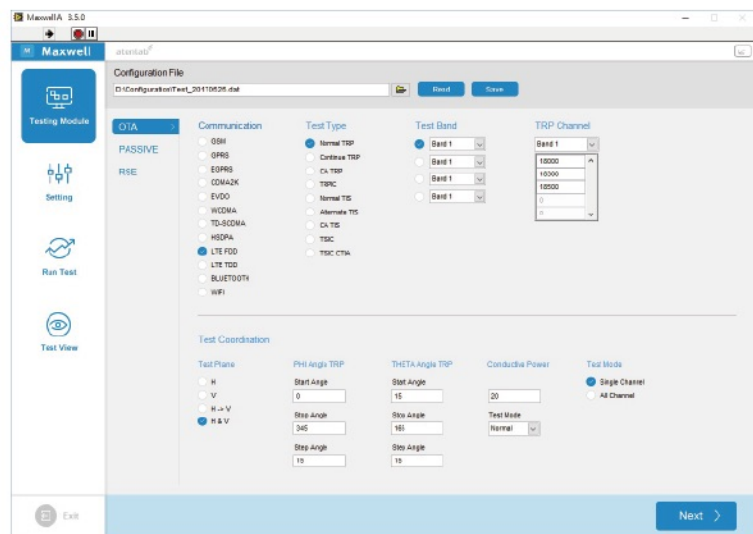 MaxwellA 3.5.0
M Maxwell
atenlab
Configuration File
D:\Configuration\Test_20170626.dat
Read
Save
Testing Module
Setting
Run Test
Test View
Exit
OTA
PASSIVE
RSE
Communication
GSM
GPRS
EGPRS
CDMA2K
EVDO
WCDMA
TD-SCDMA
HSDPA
LTE FDD
LTE TDD
BLUETOOTH
WIFI
Test Type
Normal TRP
Continue TRP
CA TRP
TRPIC
Normal TIS
Alternate TIS
CA TIS
TSIC
TSIC CTIA
Test Band
Band 1
Band 1
Band 1
Band 1
TRP Channel
Band 1
18000
18300
18500
0
0
Test Coordination
Test Plane
H
V
H -> V
H & V
PHI Angle TRP
Start Angle
0
Stop Angle
345
Step Angle
15
THETA Angle TRP
Start Angle
15
Stop Angle
165
Step Angle
15
Conductive Power
20
Test Mode
Normal
Test Mode
Single Channel
All Channel
Next